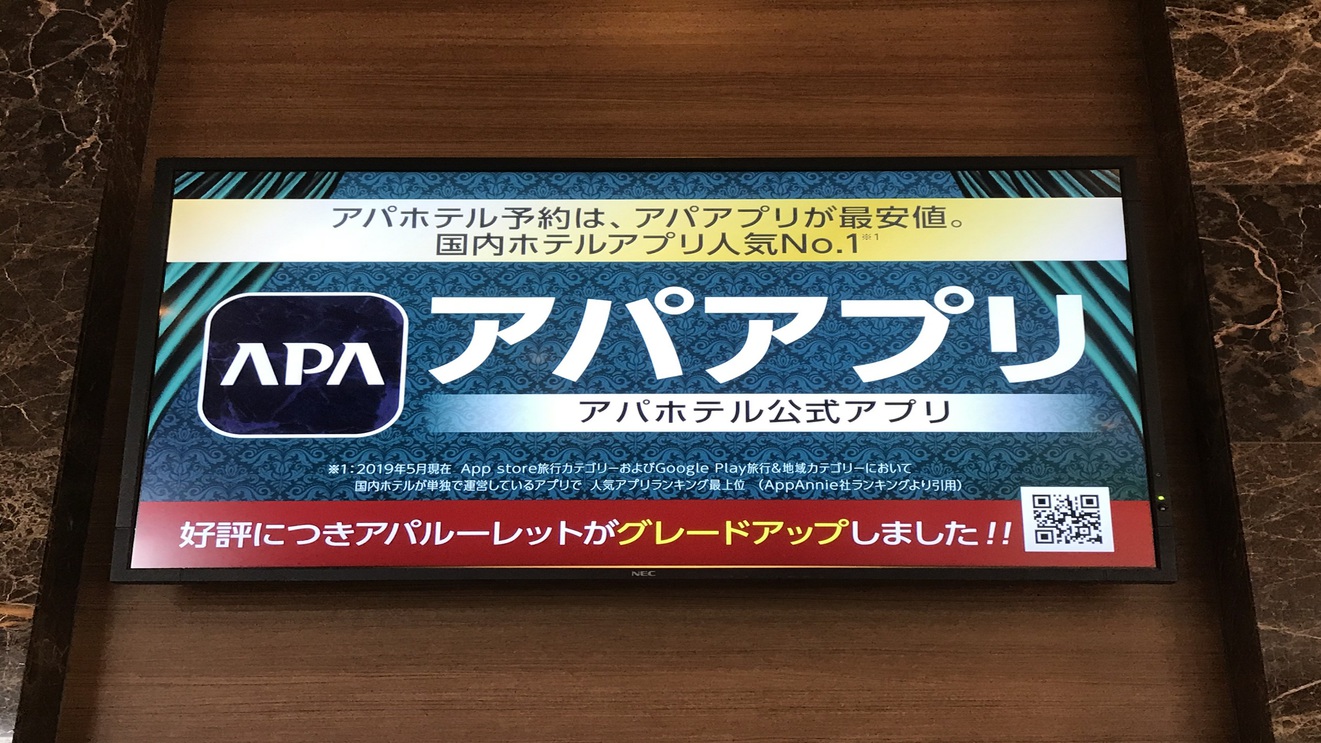 アパホテル予約は、アパアプリが最安値。
国内ホテルアプリ人気No.1※1
APA
アパアプリ
アパホテル公式アプリ
※1：2019年5月現在 App store旅行カテゴリーおよびGoogle Play旅行&地域カテゴリーにおいて
国内ホテルが単独で運営しているアプリで 人気アプリランキング最上位 （AppAnnie社ランキングより引用）
好評につきアパルーレットがグレードアップしました!!
NEC